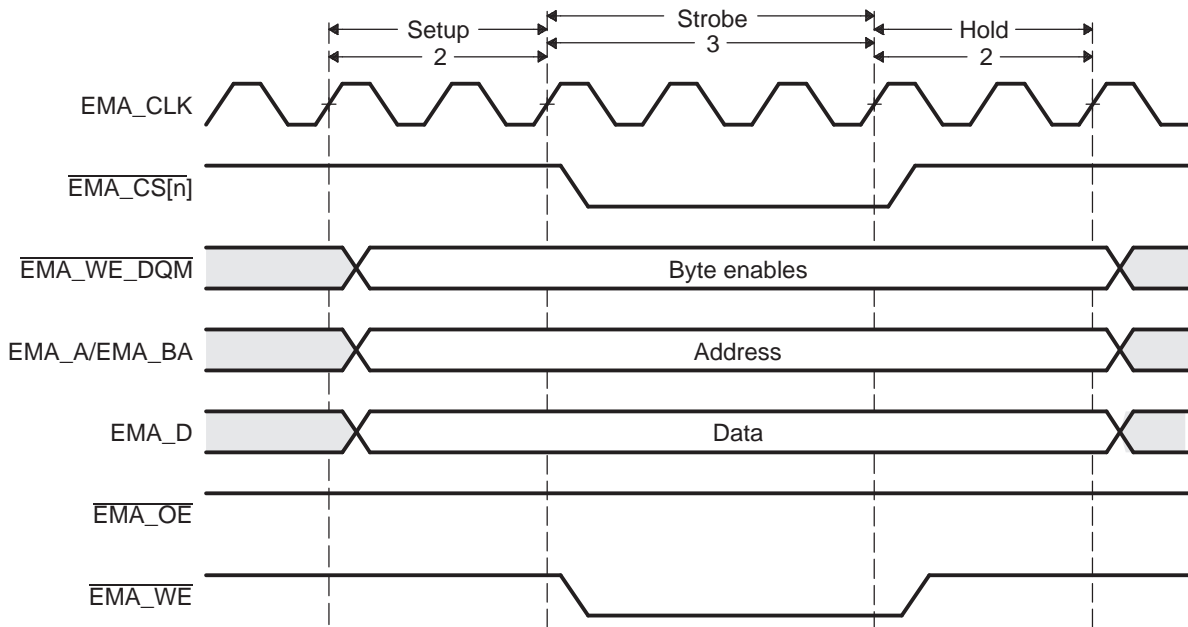 Setup
Strobe
Hold
2
3
2
EMA_CLK
EMA_CS[n]
EMA_WE_DQM
Byte enables
EMA_A/EMA_BA
Address
EMA_D
Data
EMA_OE
EMA_WE